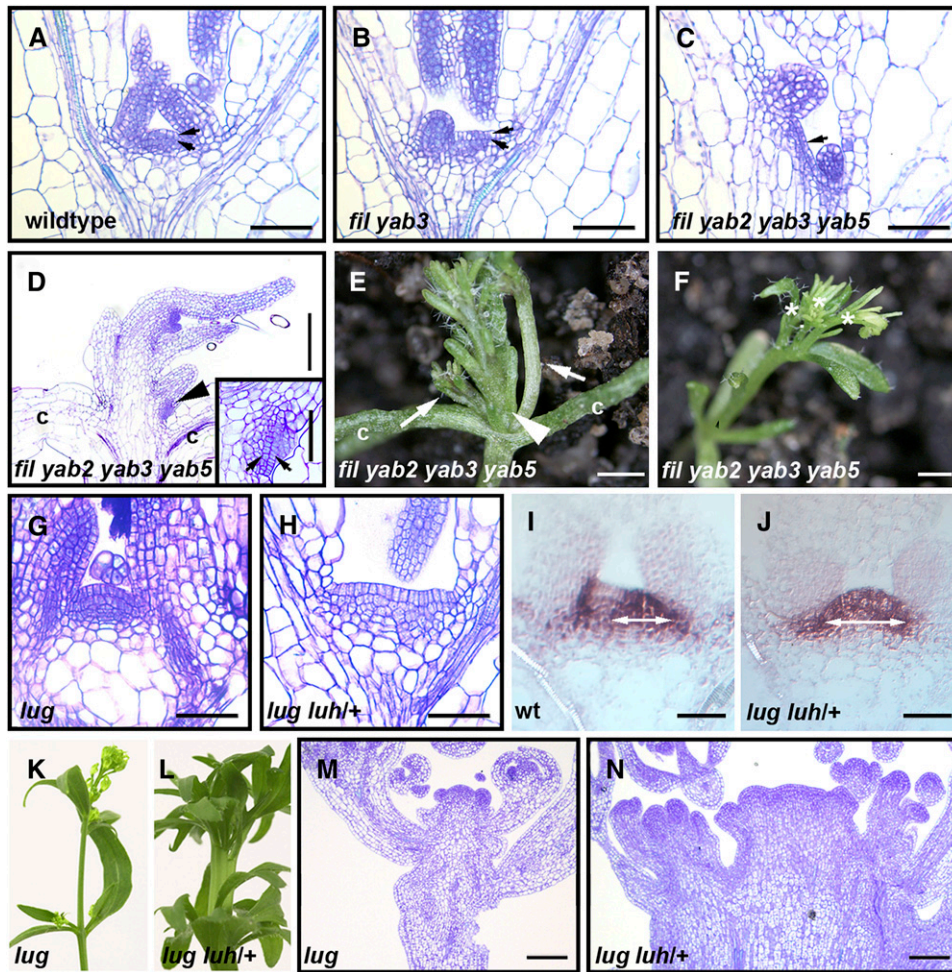 A
B
C
wildtype
fil yab3
fil yab2 yab3 yab5
D
E
F
c
c
c
c
fil yab2 yab3 yab5
fil yab2 yab3 yab5
fil yab2 yab3 yab5
G
H
I
J
lug
lug luh/+
wt
lug luh/+
K
L
M
N
lug
lug luh/+
lug
lug luh/+